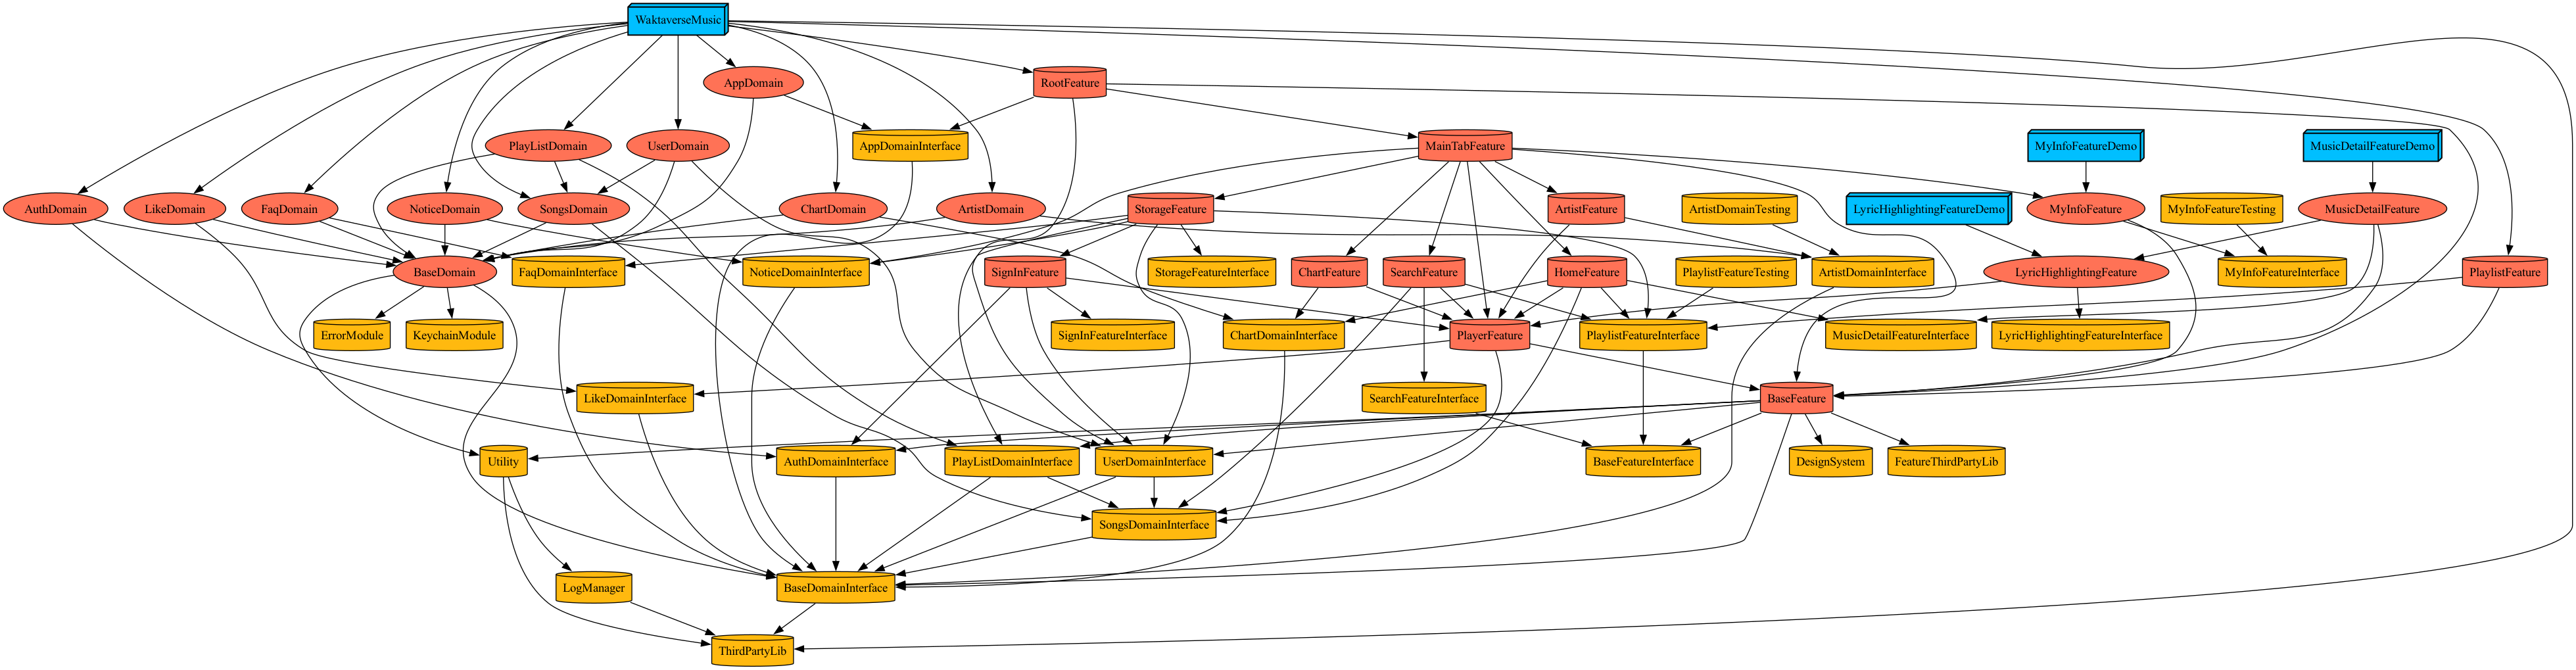 WaktaverseMusic
AppDomain
RootFeature
PlayListDomain
UserDomain
AppDomainInterface
MainTabFeature
MyInfoFeatureDemo
MusicDetailFeatureDemo
AuthDomain
LikeDomain
FaqDomain
NoticeDomain
SongsDomain
ChartDomain
ArtistDomain
StorageFeature
ArtistFeature
ArtistDomainTesting
LyricHighlightingFeatureDemo
MyInfoFeature
MyInfoFeatureTesting
MusicDetailFeature
BaseDomain
FaqDomainInterface
NoticeDomainInterface
SignInFeature
StorageFeatureInterface
ChartFeature
SearchFeature
HomeFeature
PlaylistFeatureTesting
ArtistDomainInterface
LyricHighlightingFeature
MyInfoFeatureInterface
PlaylistFeature
ErrorModule
KeychainModule
SignInFeatureInterface
ChartDomainInterface
PlayerFeature
PlaylistFeatureInterface
MusicDetailFeatureInterface
LyricHighlightingFeatureInterface
LikeDomainInterface
SearchFeatureInterface
BaseFeature
Utility
AuthDomainInterface
PlayListDomainInterface
UserDomainInterface
BaseFeatureInterface
DesignSystem
FeatureThirdPartyLib
SongsDomainInterface
LogManager
BaseDomainInterface
ThirdPartyLib